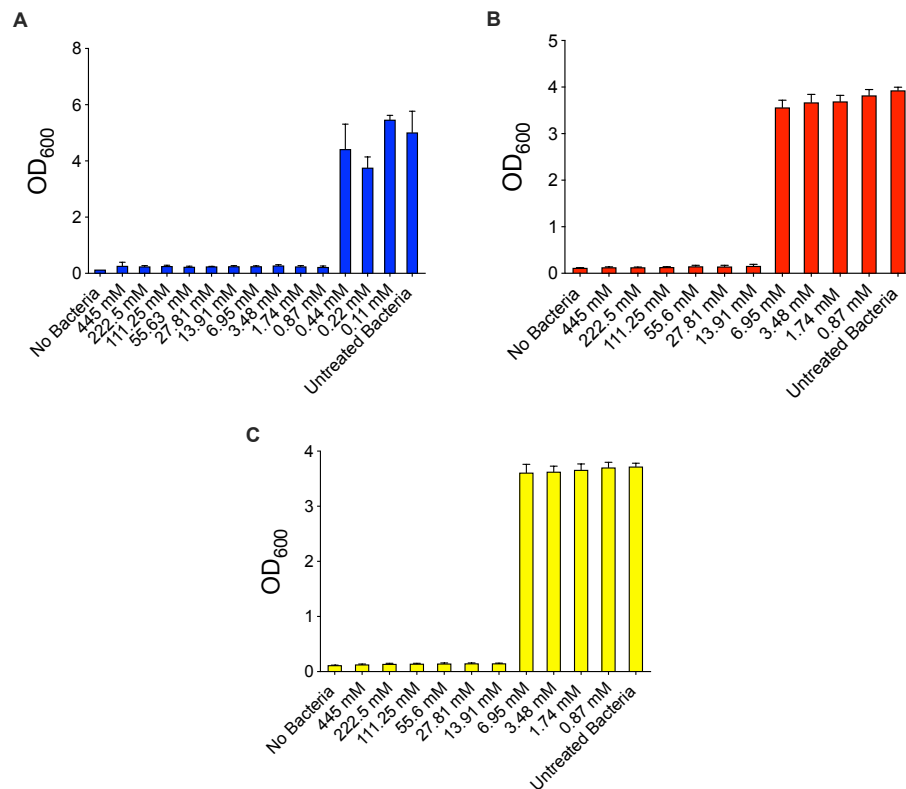 A
OD600
8
6
4
2
0
No Bacteria
445 mM
222.5 mM
111.25 mM
55.63 mM
27.81 mM
13.91 mM
6.95 mM
3.48 mM
1.74 mM
0.87 mM
0.44 mM
0.22 mM
0.11 mM
Untreated Bacteria
B
OD600
5
4
3
2
1
0
No Bacteria
445 mM
222.5 mM
111.25 mM
55.6 mM
27.81 mM
13.91 mM
6.95 mM
3.48 mM
1.74 mM
0.87 mM
Untreated Bacteria
C
OD600
4
3
2
1
0
No Bacteria
445 mM
222.5 mM
111.25 mM
55.6 mM
27.81 mM
13.91 mM
6.95 mM
3.48 mM
1.74 mM
0.87 mM
Untreated Bacteria